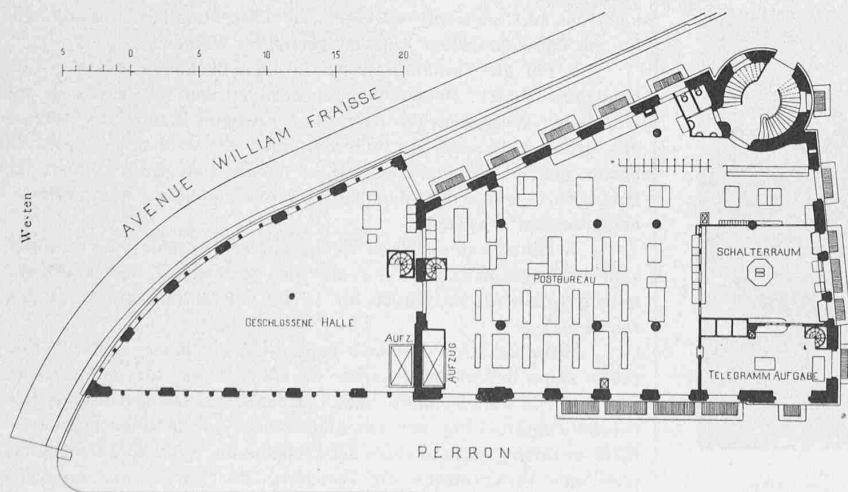 5 0 5 10 15 20
AVENUE WILLIAM FRAISSE
Westen
SCHALTERRAUM
POSTBUREAU
GESCHLOSSENE HALLE
AUFZ.
AUFZUG
TELEGRAMM AUFGABE
PERRON